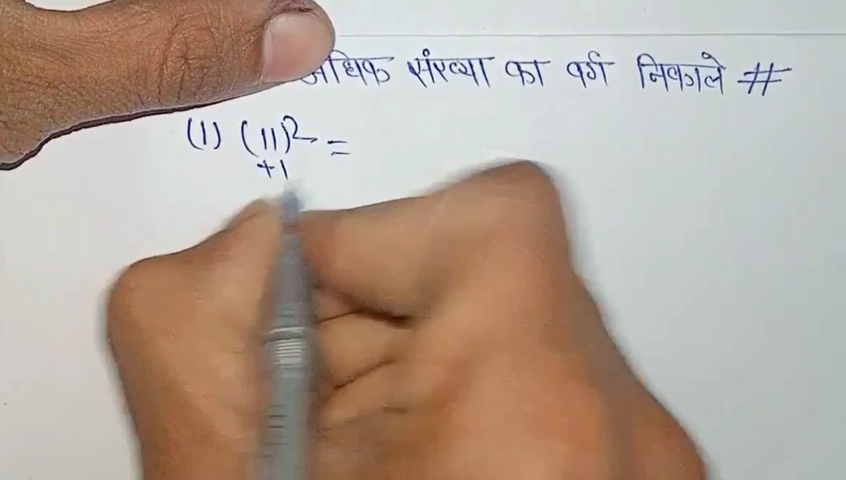 अधिक संख्या का वर्ग निकाले #
(1) (11)² =
+1